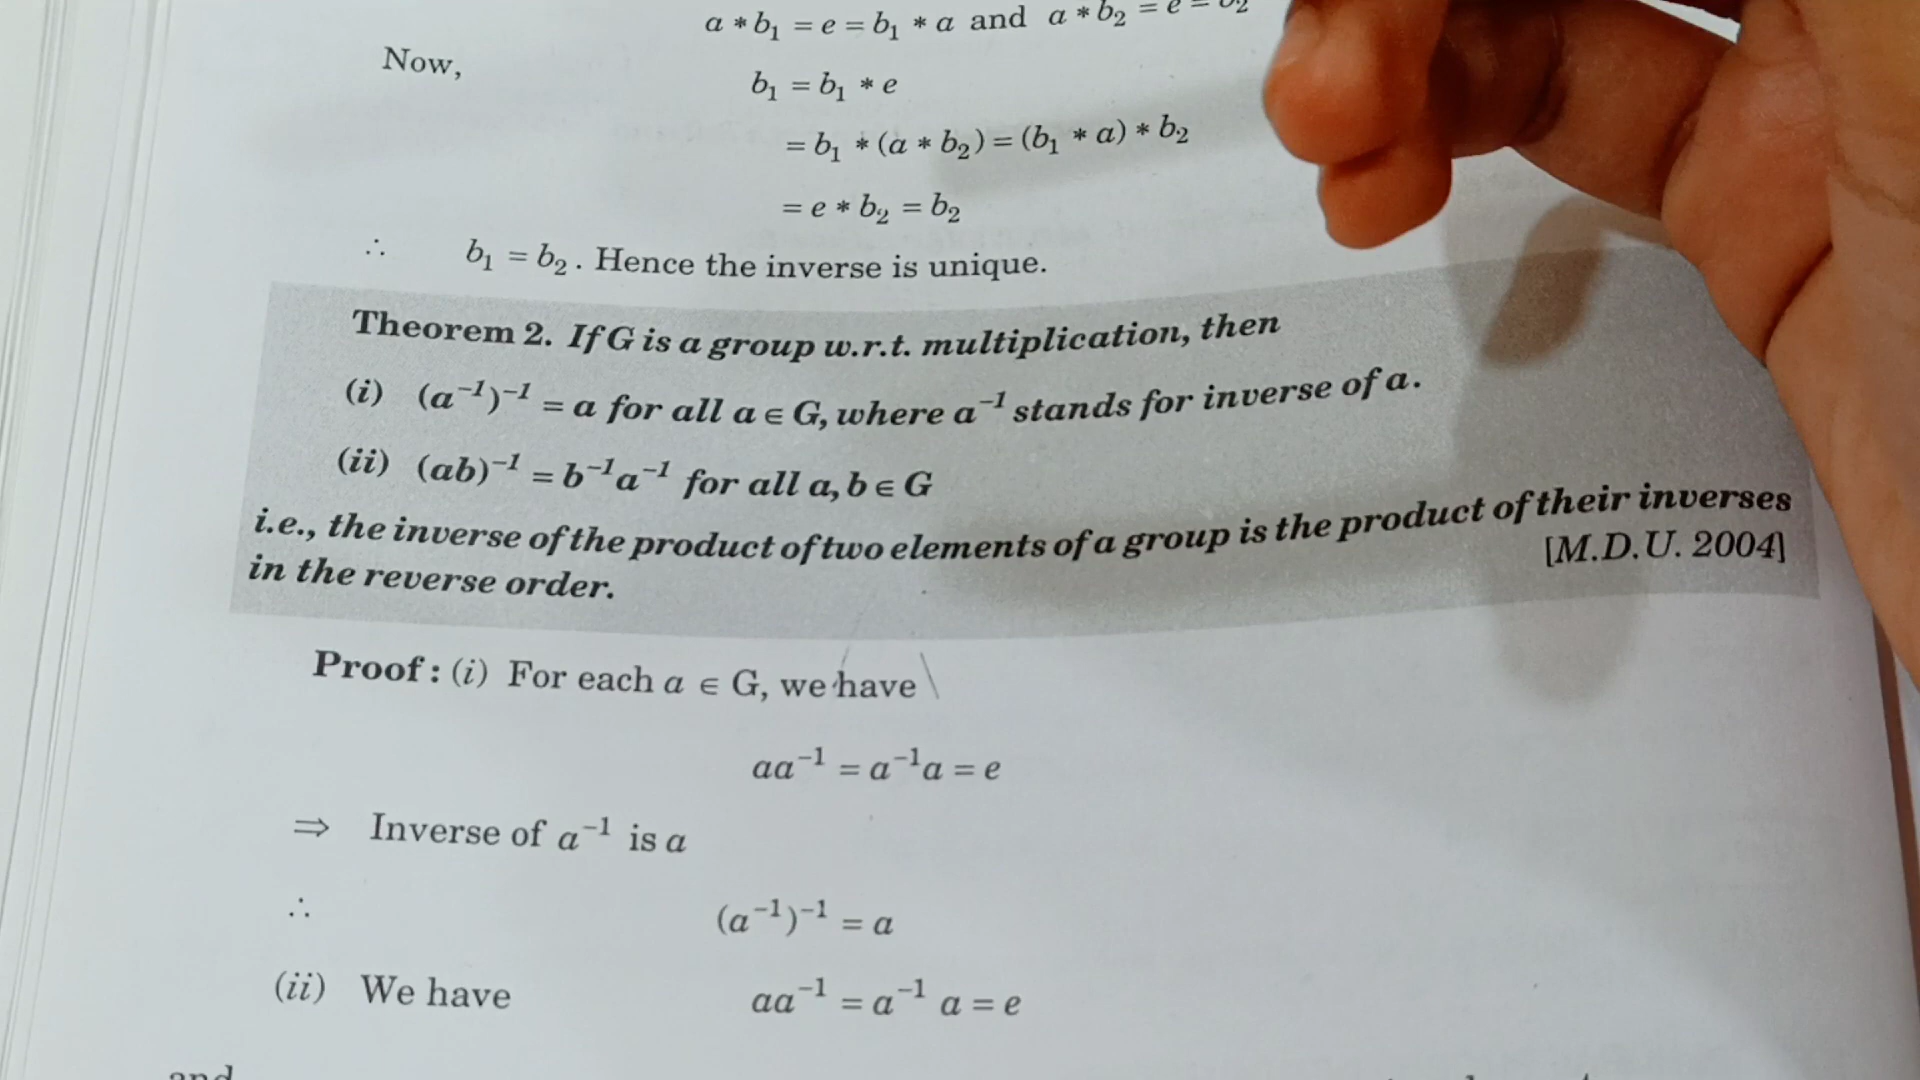 a * b₁ = e = b₁ * a and a * b₂ = e = b₂
Now,
b₁ = b₁ * e
= b₁ * (a * b₂) = (b₁ * a) * b₂
= e * b₂ = b₂
∴ b₁ = b₂ . Hence the inverse is unique.
Theorem 2. If G is a group w.r.t. multiplication, then
(i) (a⁻¹)⁻¹ = a for all a ∈ G, where a⁻¹ stands for inverse of a.
(ii) (ab)⁻¹ = b⁻¹a⁻¹ for all a, b ∈ G
i.e., the inverse of the product of two elements of a group is the product of their inverses
in the reverse order. [M.D.U. 2004]
Proof : (i) For each a ∈ G, we have
aa⁻¹ = a⁻¹a = e
⇒ Inverse of a⁻¹ is a
∴ (a⁻¹)⁻¹ = a
(ii) We have aa⁻¹ = a⁻¹ a = e
and